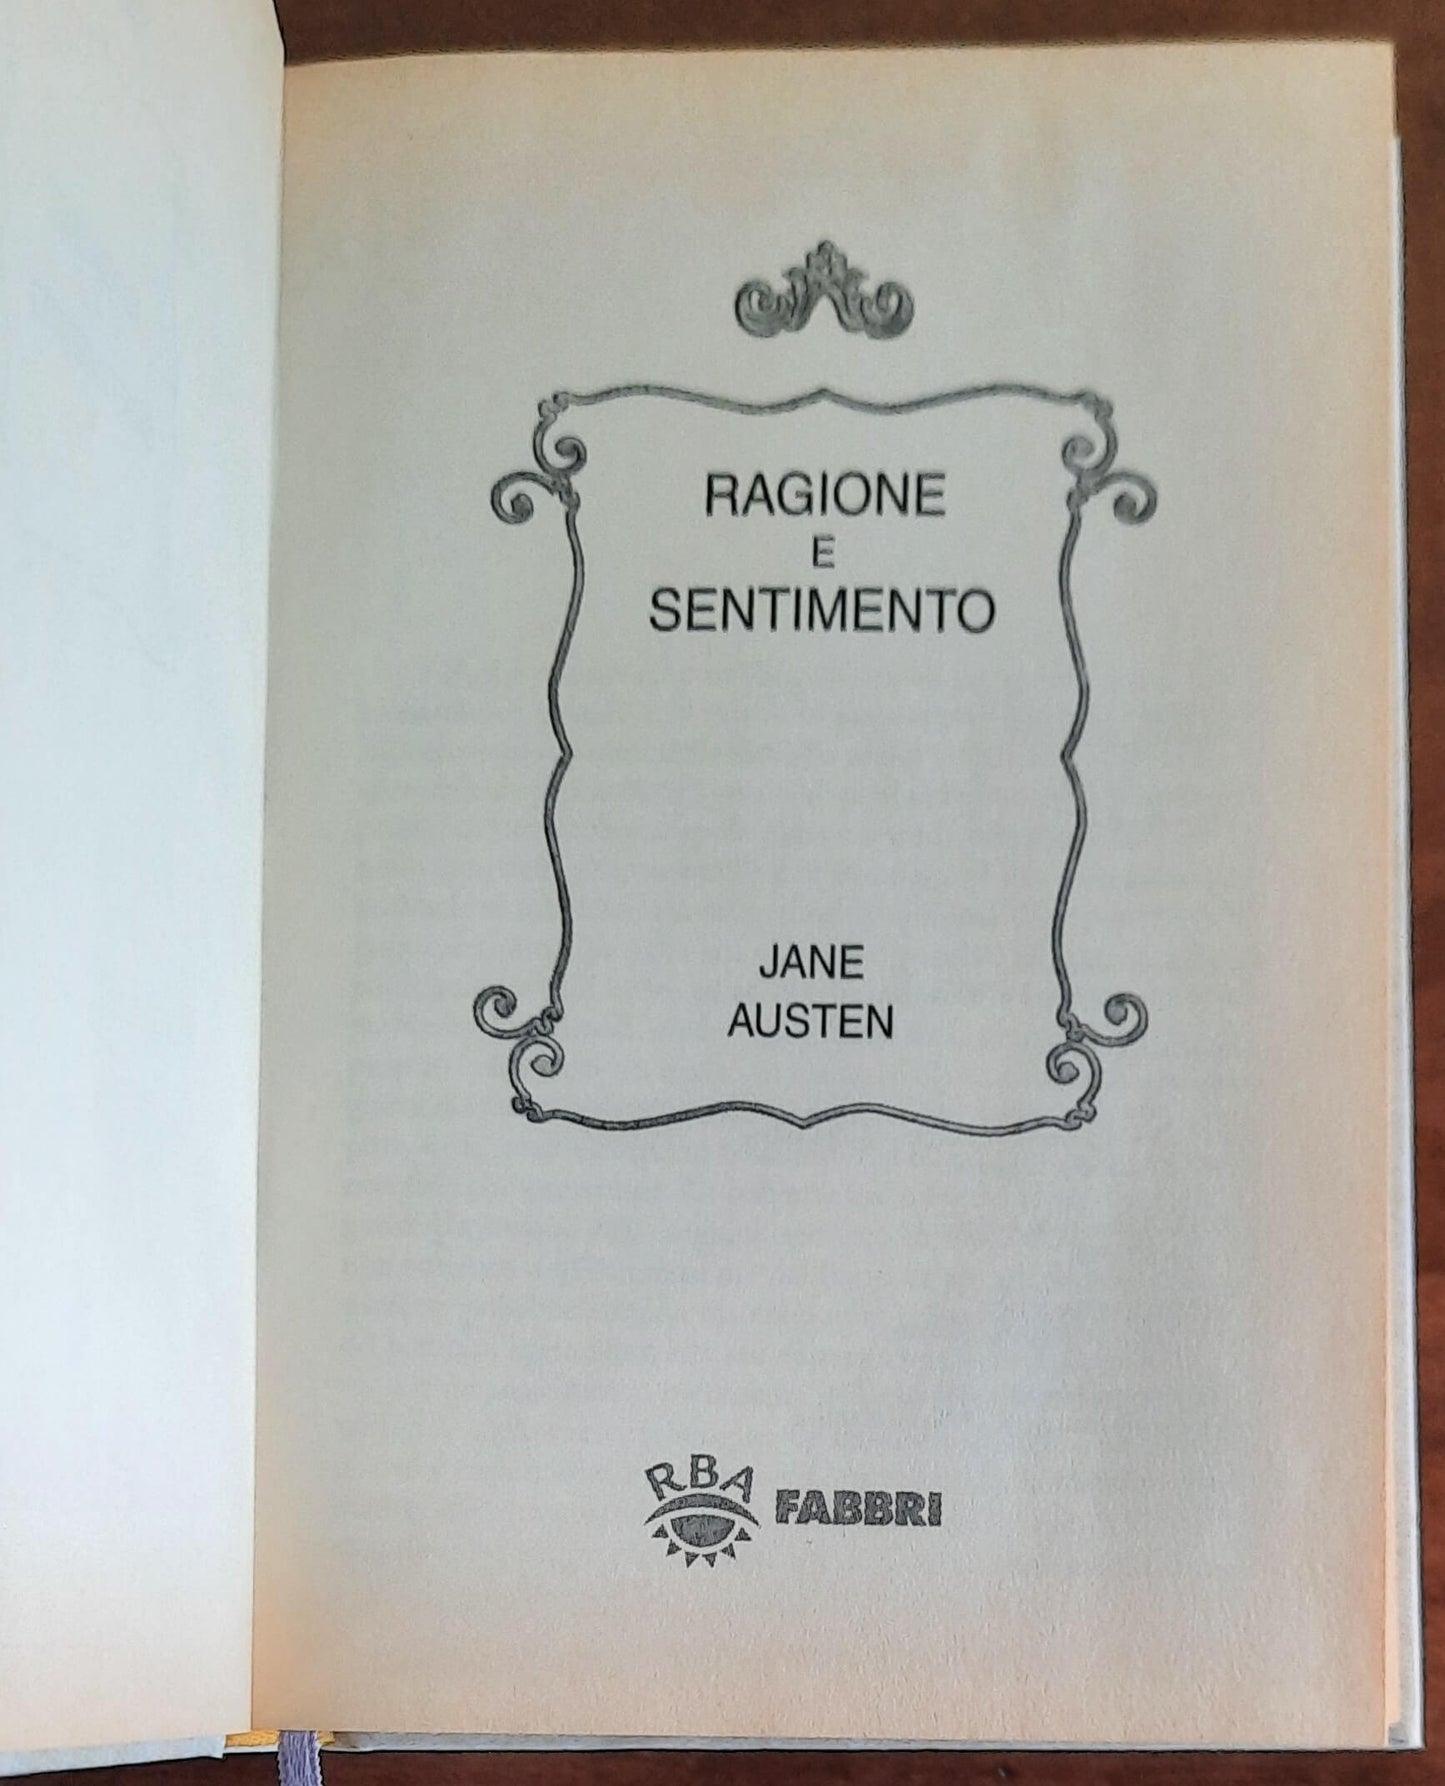 RAGIONE
E
SENTIMENTO
JANE
AUSTEN
RBA FABBRI